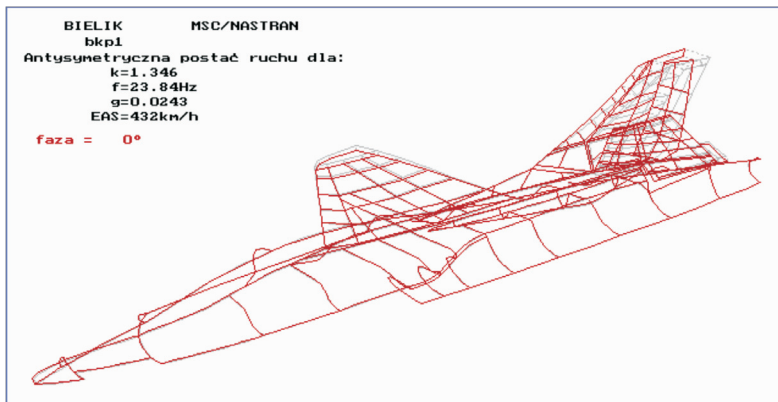 BIELIK MSC/NASTRAN
bkp1
Antysymetryczna postać ruchu dla:
k=1.346
f=23.84Hz
g=0.0243
EAS=432km/h
faza = 0°